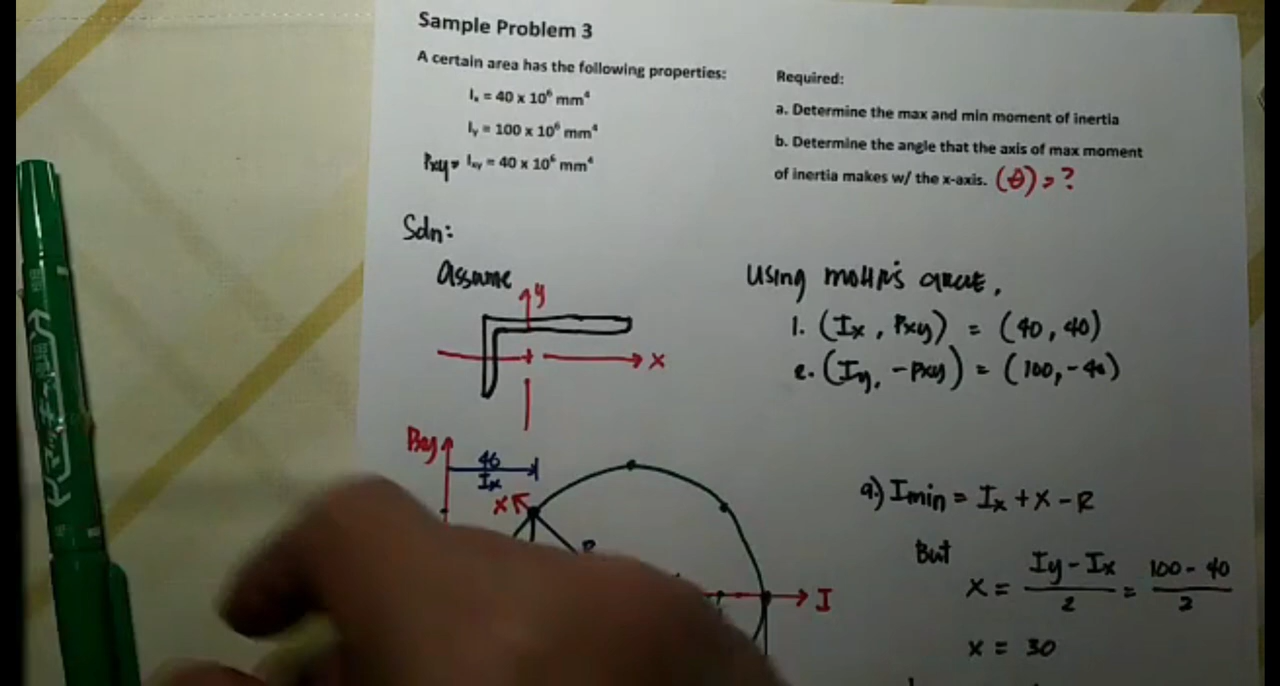 Sample Problem 3
A certain area has the following properties:
Iₓ = 40 x 10⁶ mm⁴
Iᵧ = 100 x 10⁶ mm⁴
Pxy = Ixy = 40 x 10⁶ mm⁴
Required:
a. Determine the max and min moment of inertia
b. Determine the angle that the axis of max moment
of inertia makes w/ the x-axis. (θ) = ?
Soln:
Assume
y
x
Using MOHR's circle,
1. (Ix, Pxy) = (40, 40)
2. (Iy, -Pxy) = (100, -40)
Pxy
40
Ix
X
R
I
a.) Imin = Ix + X - R
But
X = Iy - Ix / 2 = 100 - 40 / 2
X = 30